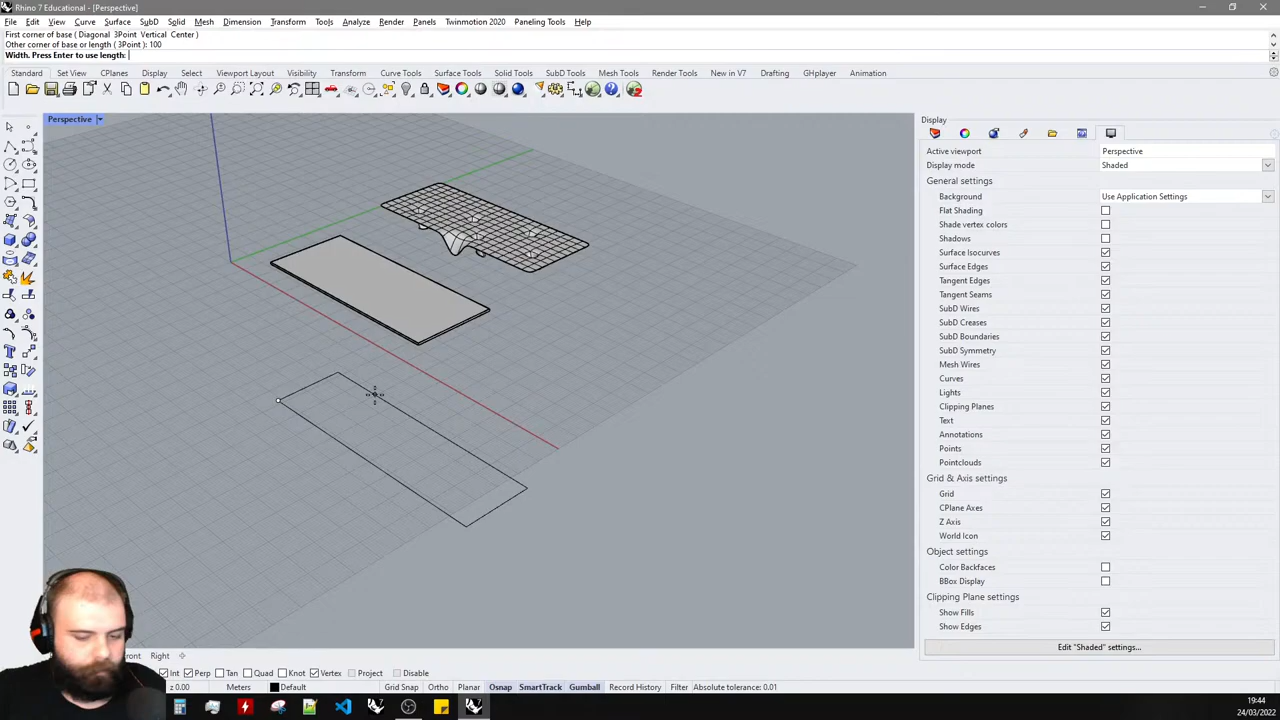 Rhino 7 Educational - [Perspective]
File Edit View Curve Surface SubD Solid Mesh Dimension Transform Tools Analyze Render Panels Twinmotion 2020 Paneling Tools Help
First corner of base ( Diagonal 3Point Vertical Center )
Other corner of base or length ( 3Point ): 100
Width. Press Enter to use length:
Standard Set View CPlanes Display Select Viewport Layout Visibility Transform Curve Tools Surface Tools Solid Tools SubD Tools Mesh Tools Render Tools New in V7 Drafting GHplayer Animation
Perspective
Display
Active viewport Perspective
Display mode Shaded
General settings
Background Use Application Settings
Flat Shading
Shade vertex colors
Shadows
Surface Isocurves
Surface Edges
Tangent Edges
Tangent Seams
SubD Wires
SubD Creases
SubD Boundaries
SubD Symmetry
Mesh Wires
Curves
Lights
Clipping Planes
Text
Annotations
Points
Pointclouds
Grid & Axis settings
Grid
CPlane Axes
Z Axis
World Icon
Object settings
Color Backfaces
BBox Display
Clipping Plane settings
Show Fills
Show Edges
Edit "Shaded" settings...
ront Right
Int Perp Tan Quad Knot Vertex Project Disable
z 0.00 Meters Default Grid Snap Ortho Planar Osnap SmartTrack Gumball Record History Filter Absolute tolerance: 0.01
19:44
24/03/2022